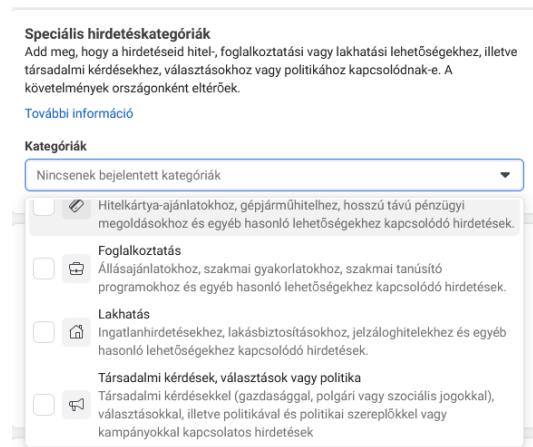 Speciális hirdetéskategóriák
Add meg, hogy a hirdetéseid hitel-, foglalkoztatási vagy lakhatási lehetőségekhez, illetve
társadalmi kérdésekhez, választásokhoz vagy politikához kapcsolódnak-e. A
követelmények országonként eltérőek.
További információ
Kategóriák
Nincsenek bejelentett kategóriák
Hitelkártya-ajánlatokhoz, gépjárműhitelhez, hosszú távú pénzügyi
megoldásokhoz és egyéb hasonló lehetőségekhez kapcsolódó hirdetések.
Foglalkoztatás
Állásajánlatokhoz, szakmai gyakorlatokhoz, szakmai tanúsító
programokhoz és egyéb hasonló lehetőségekhez kapcsolódó hirdetések.
Lakhatás
Ingatlanhirdetésekhez, lakásbiztosításokhoz, jelzáloghitelekhez és egyéb
hasonló lehetőségekhez kapcsolódó hirdetések.
Társadalmi kérdések, választások vagy politika
Társadalmi kérdésekkel (gazdasággal, polgári vagy szociális jogokkal),
választásokkal, illetve politikával és politikai szereplőkkel vagy
kampányokkal kapcsolatos hirdetések